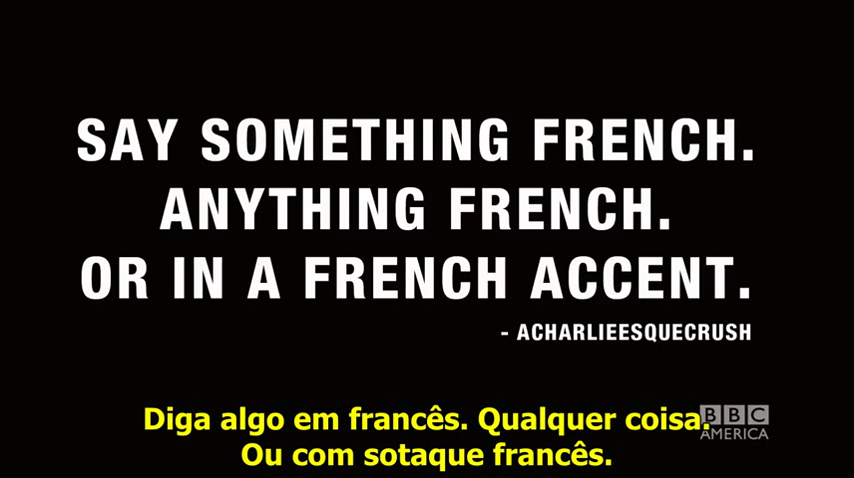 SAY SOMETHING FRENCH.
ANYTHING FRENCH.
OR IN A FRENCH ACCENT.
- ACHARLIEESQUECRUSH
Diga algo em francês. Qualquer coisa.
Ou com sotaque francês.
BBC
AMERICA